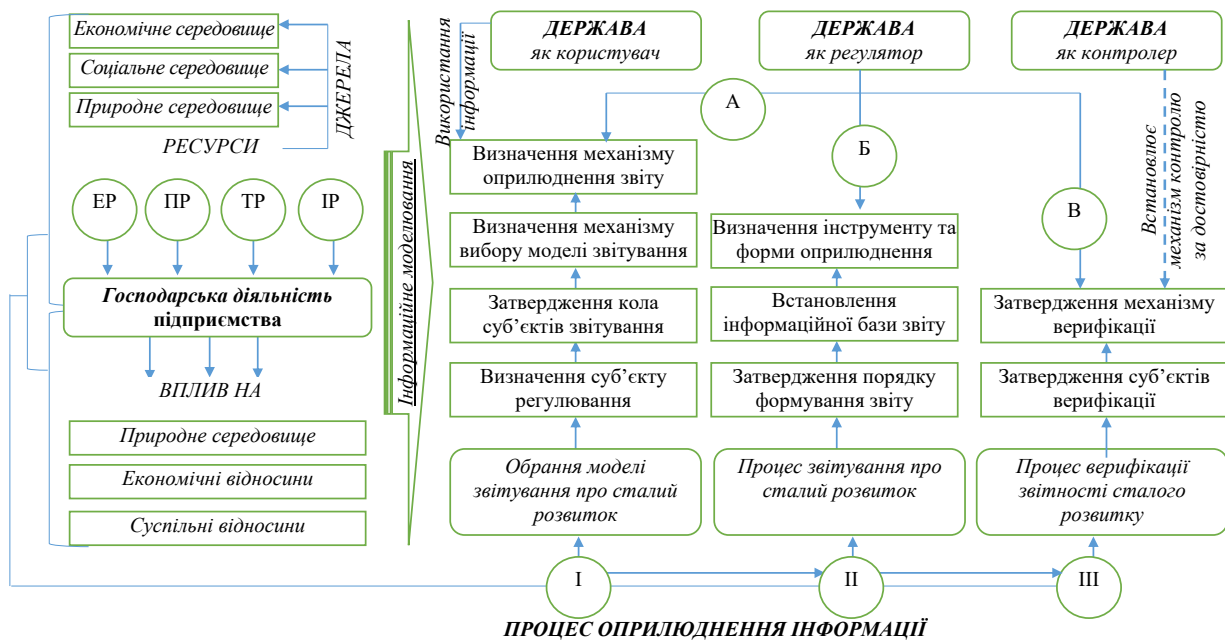 Економічне середовище
Соціальне середовище
Природне середовище
РЕСУРСИ
ДЖЕРЕЛА
ЕР
ПР
ТР
ІР
Господарська діяльність
підприємства
ВПЛИВ НА
Природне середовище
Економічні відносини
Суспільні відносини
Інформаційне моделювання
Використання
інформації
ДЕРЖАВА
як користувач
ДЕРЖАВА
як регулятор
ДЕРЖАВА
як контролер
А
Б
В
Встановлює
механізм контролю
за достовірністю
Визначення механізму
оприлюднення звіту
Визначення механізму
вибору моделі звітування
Затвердження кола
суб’єктів звітування
Визначення суб’єкту
регулювання
Обрання моделі
звітування про сталий
розвиток
Визначення інструменту та
форми оприлюднення
Встановлення
інформаційної бази звіту
Затвердження порядку
формування звіту
Процес звітування про
сталий розвиток
Затвердження механізму
верифікації
Затвердження суб’єктів
верифікації
Процес верифікації
звітності сталого
розвитку
І
ІІ
ІІІ
ПРОЦЕС ОПРИЛЮДНЕННЯ ІНФОРМАЦІЇ